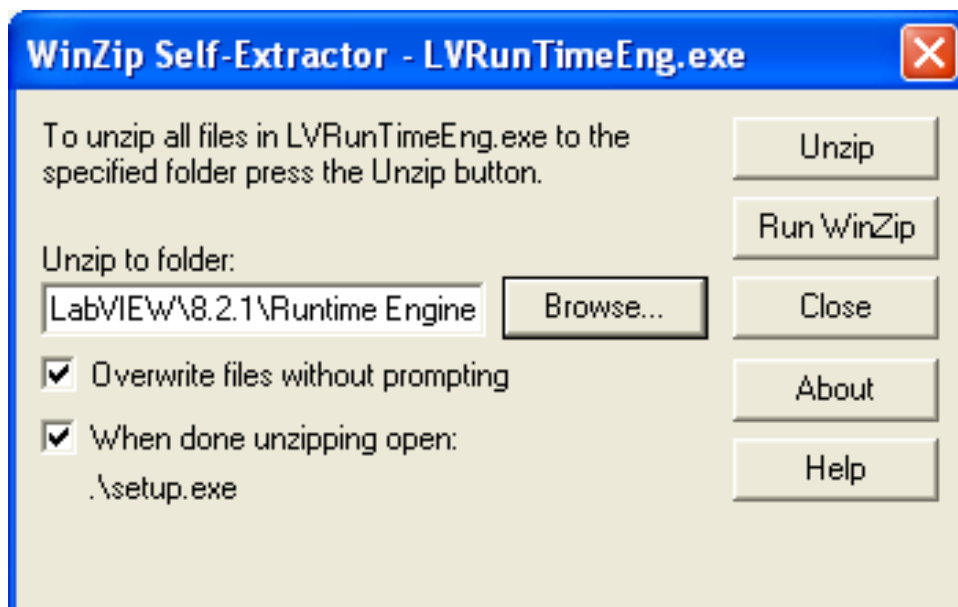 WinZip Self-Extractor - LVRunTimeEng.exe
To unzip all files in LVRunTimeEng.exe to the
specified folder press the Unzip button.
Unzip
Run WinZip
Unzip to folder:
LabVIEW\8.2.1\Runtime Engine
Browse...
Close
Overwrite files without prompting
About
When done unzipping open:
.\setup.exe
Help